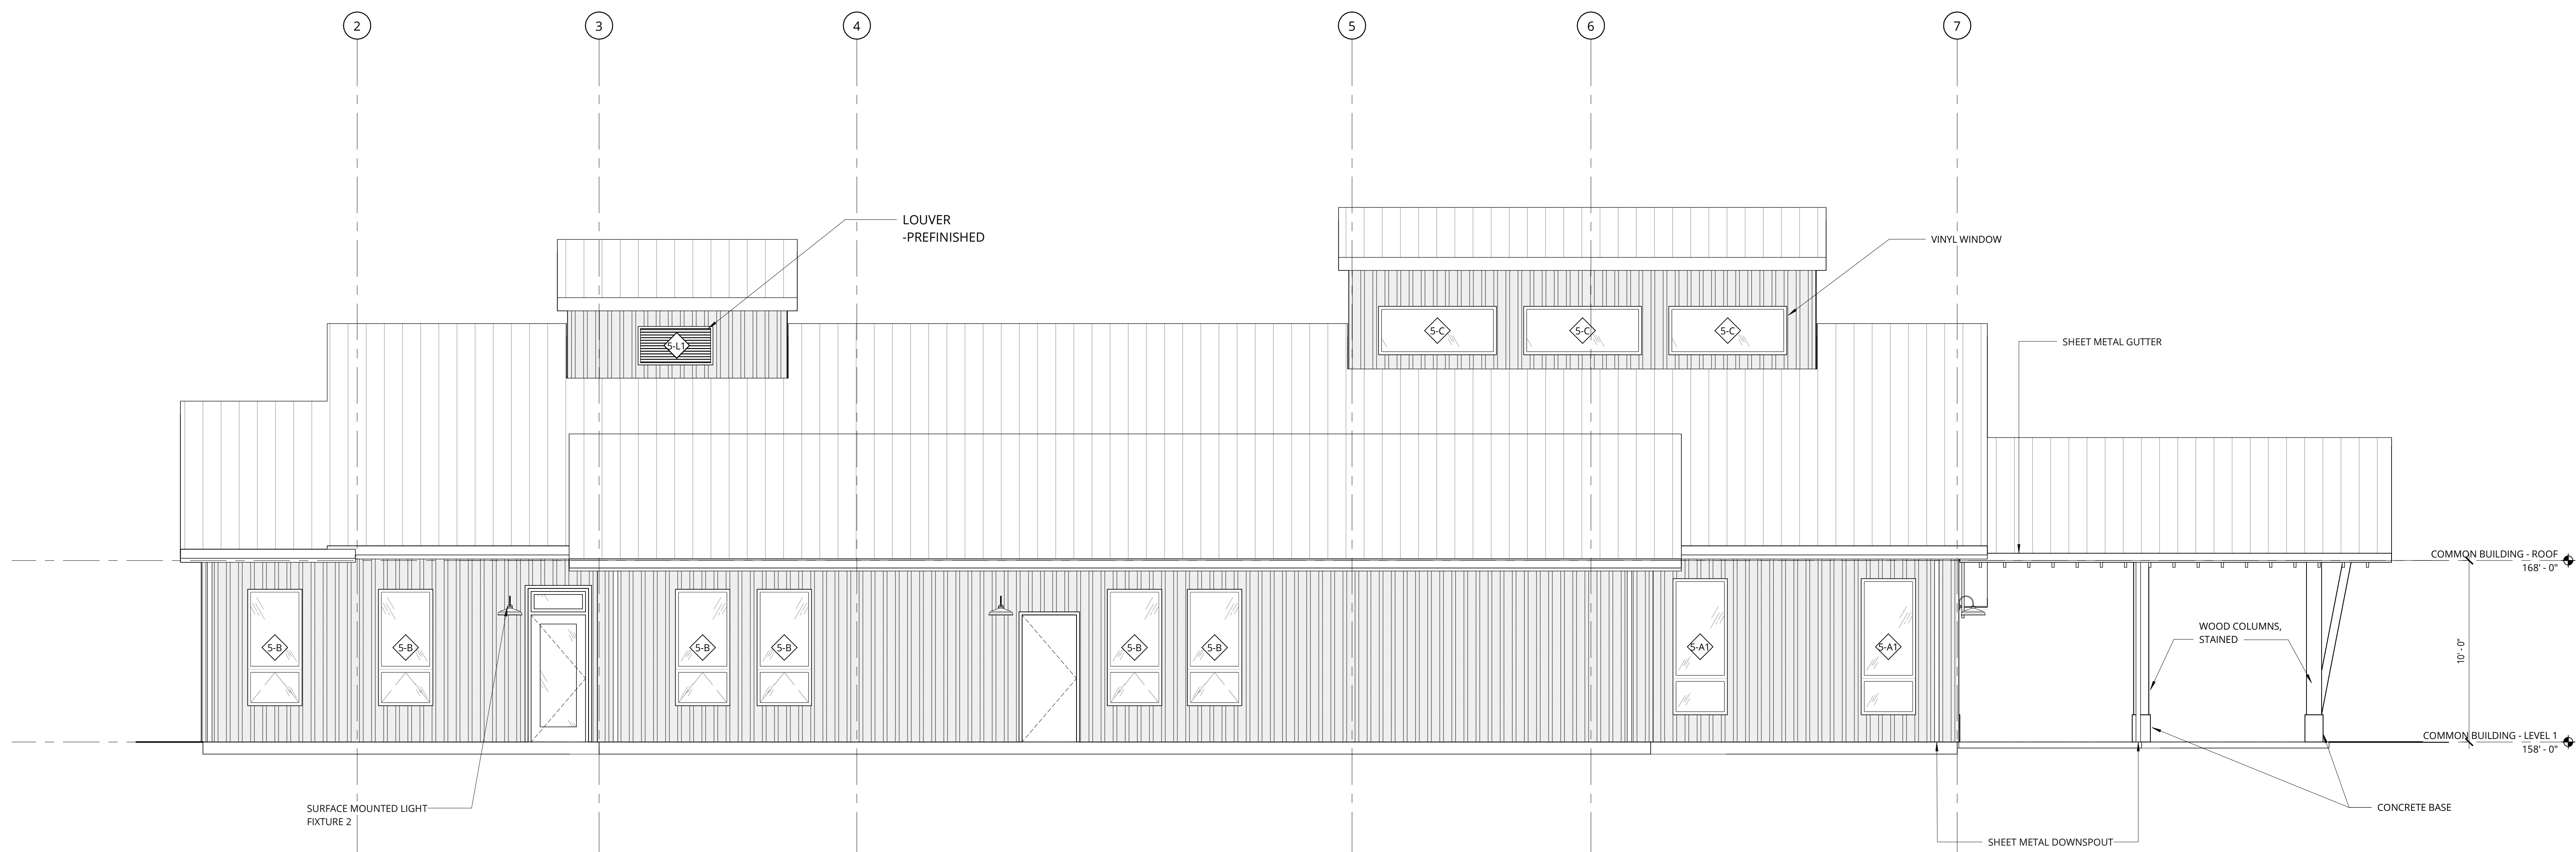 2
3
4
5
6
7
LOUVER
-PREFINISHED
VINYL WINDOW
5-L1
5-C
5-C
5-C
SHEET METAL GUTTER
COMMON BUILDING - ROOF
168' - 0"
WOOD COLUMNS,
STAINED
10' - 0"
5-B
5-B
5-B
5-B
5-B
5-B
5-A1
5-A1
COMMON BUILDING - LEVEL 1
158' - 0"
SURFACE MOUNTED LIGHT
FIXTURE 2
CONCRETE BASE
SHEET METAL DOWNSPOUT